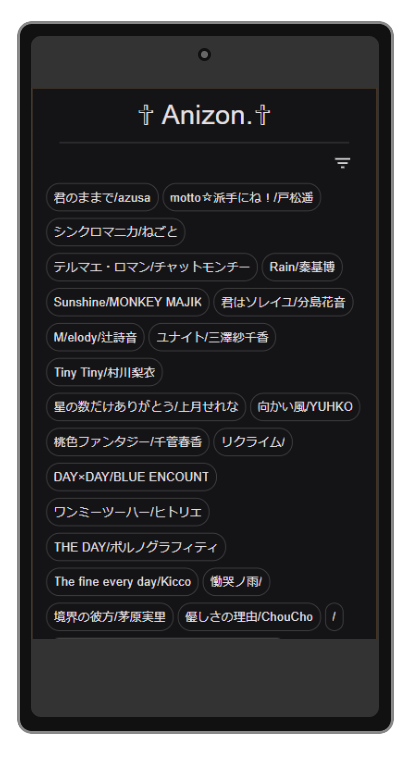 ✞ Anizon.✞
君のままで/azusa motto☆派手にね！/戸松遥
シンクロマニカ/ねごと
テルマエ・ロマン/チャットモンチー Rain/秦基博
Sunshine/MONKEY MAJIK 君はソレイユ/分島花音
M/elody/辻詩音 ユナイト/三澤紗千香
Tiny Tiny/村川梨衣
星の数だけありがとう/上月せれな 向かい風/YUHKO
桃色ファンタジー/千菅春香 リクライム/
DAY×DAY/BLUE ENCOUNT
ワンミーツーハー/ヒトリエ
THE DAY/ポルノグラフィティ
The fine every day/Kicco 慟哭ノ雨/
境界の彼方/茅原実里 優しさの理由/ChouCho /